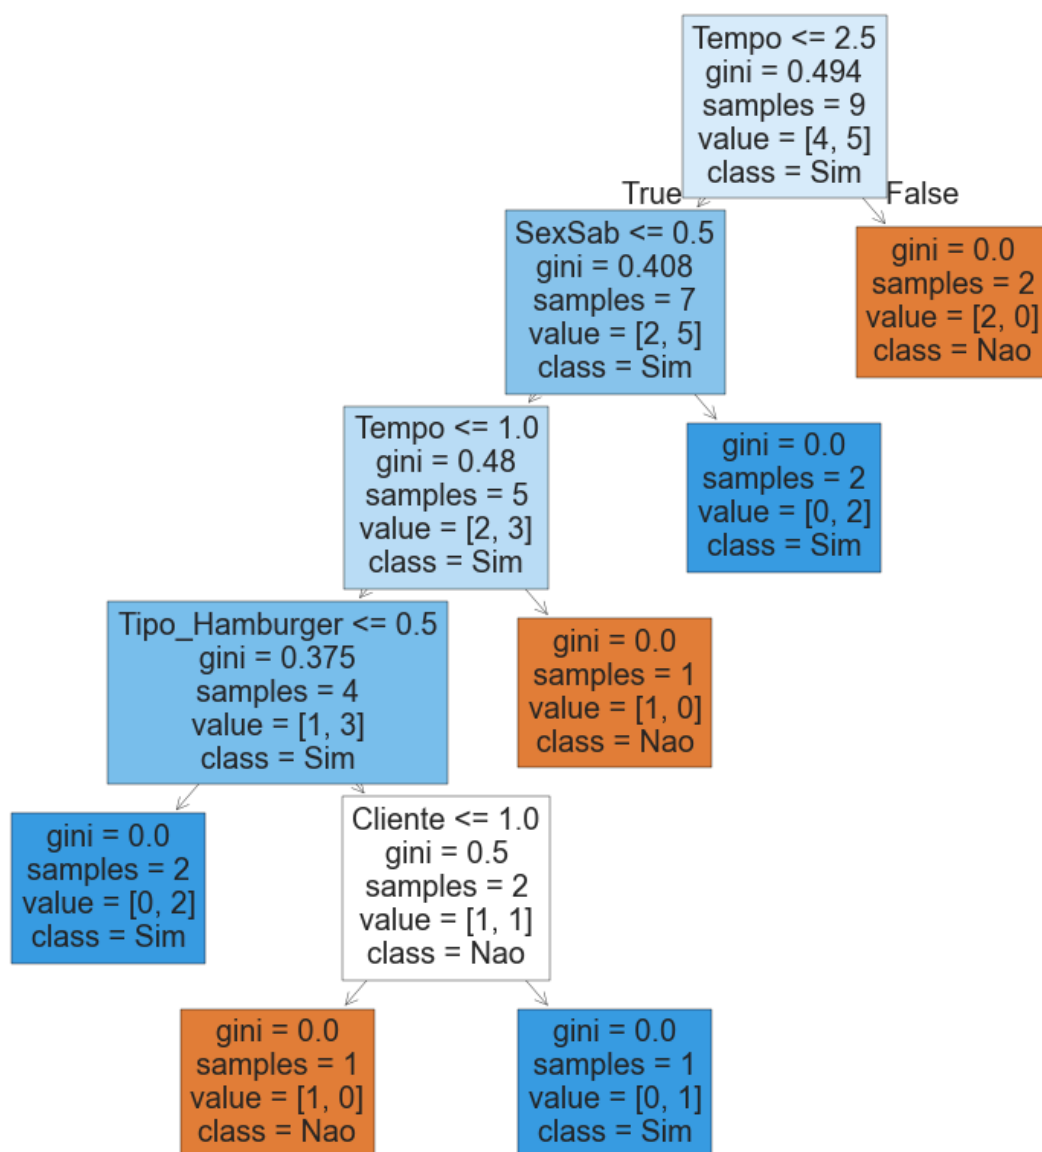 Tempo <= 2.5
gini = 0.494
samples = 9
value = [4, 5]
class = Sim
True
False
SexSab <= 0.5
gini = 0.408
samples = 7
value = [2, 5]
class = Sim
gini = 0.0
samples = 2
value = [2, 0]
class = Nao
Tempo <= 1.0
gini = 0.48
samples = 5
value = [2, 3]
class = Sim
gini = 0.0
samples = 2
value = [0, 2]
class = Sim
Tipo_Hamburger <= 0.5
gini = 0.375
samples = 4
value = [1, 3]
class = Sim
gini = 0.0
samples = 1
value = [1, 0]
class = Nao
gini = 0.0
samples = 2
value = [0, 2]
class = Sim
Cliente <= 1.0
gini = 0.5
samples = 2
value = [1, 1]
class = Nao
gini = 0.0
samples = 1
value = [1, 0]
class = Nao
gini = 0.0
samples = 1
value = [0, 1]
class = Sim